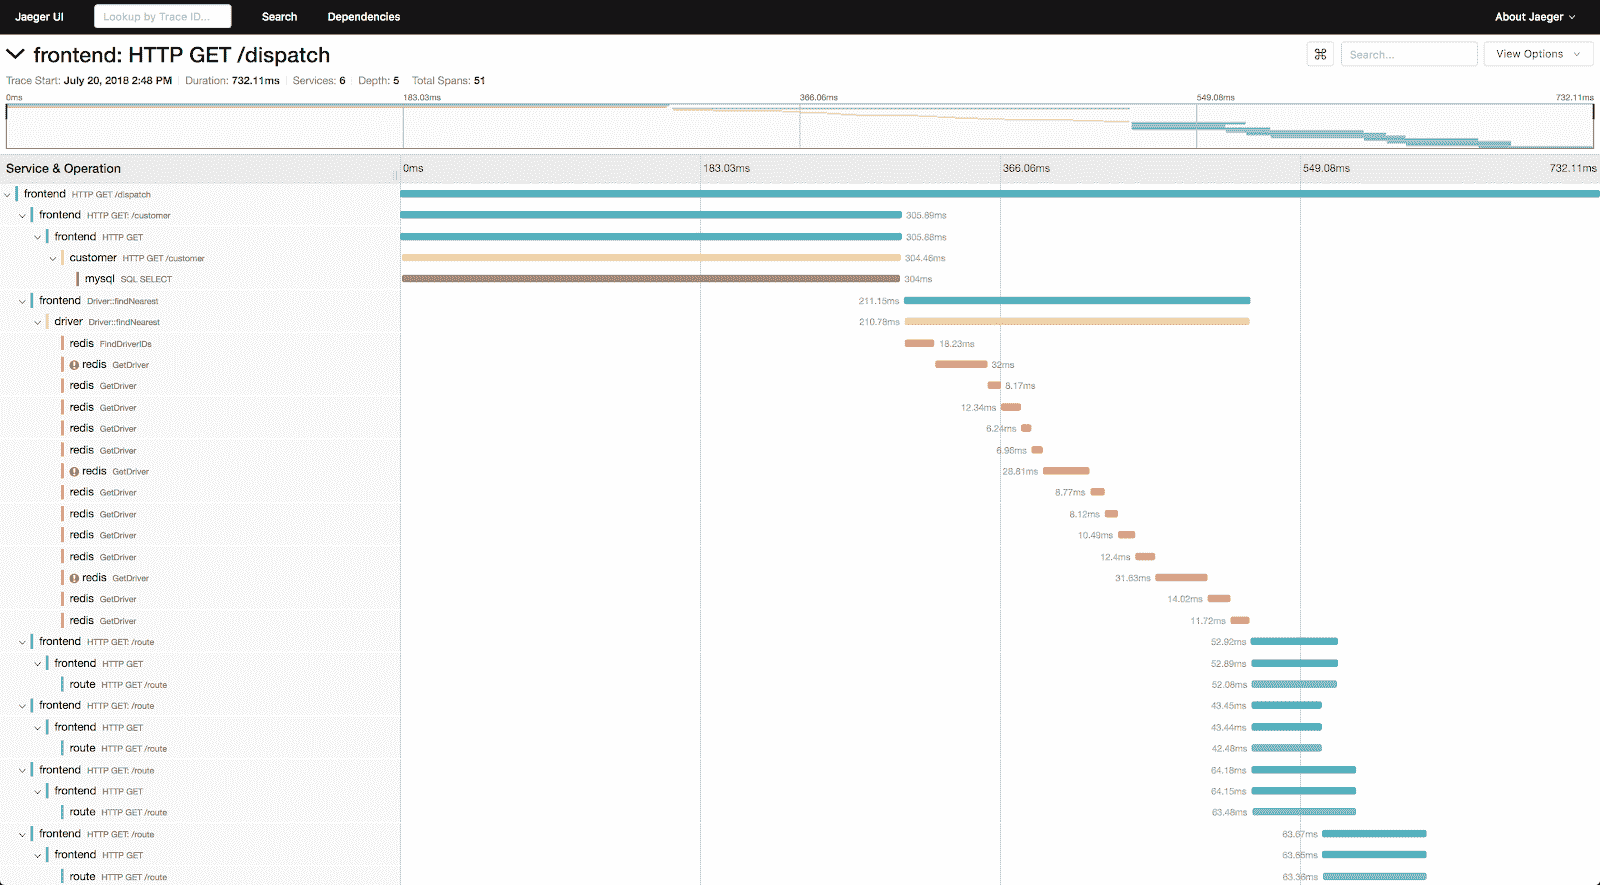 Jaeger UI Lookup by Trace ID... Search Dependencies About Jaeger
frontend: HTTP GET /dispatch ⌘ Search... View Options
Trace Start: July 20, 2018 2:48 PM Duration: 732.11ms Services: 6 Depth: 5 Total Spans: 51
0ms 183.03ms 366.06ms 549.08ms 732.11ms
Service & Operation 0ms 183.03ms 366.06ms 549.08ms 732.11ms
frontend HTTP GET /dispatch
frontend HTTP GET: /customer 305.89ms
frontend HTTP GET 305.88ms
customer HTTP GET /customer 304.46ms
mysql SQL SELECT 304ms
frontend Driver::findNearest 211.15ms
driver Driver::findNearest 210.78ms
redis FindDriverIDs 18.23ms
redis GetDriver 32ms
redis GetDriver 8.17ms
redis GetDriver 12.34ms
redis GetDriver 6.24ms
redis GetDriver 6.96ms
redis GetDriver 28.81ms
redis GetDriver 8.77ms
redis GetDriver 8.12ms
redis GetDriver 10.49ms
redis GetDriver 12.4ms
redis GetDriver 31.63ms
redis GetDriver 14.02ms
redis GetDriver 11.72ms
frontend HTTP GET: /route 52.92ms
frontend HTTP GET 52.89ms
route HTTP GET /route 52.08ms
frontend HTTP GET: /route 43.45ms
frontend HTTP GET 43.44ms
route HTTP GET /route 42.48ms
frontend HTTP GET: /route 64.18ms
frontend HTTP GET 64.15ms
route HTTP GET /route 63.48ms
frontend HTTP GET: /route 63.67ms
frontend HTTP GET 63.65ms
route HTTP GET /route 63.36ms